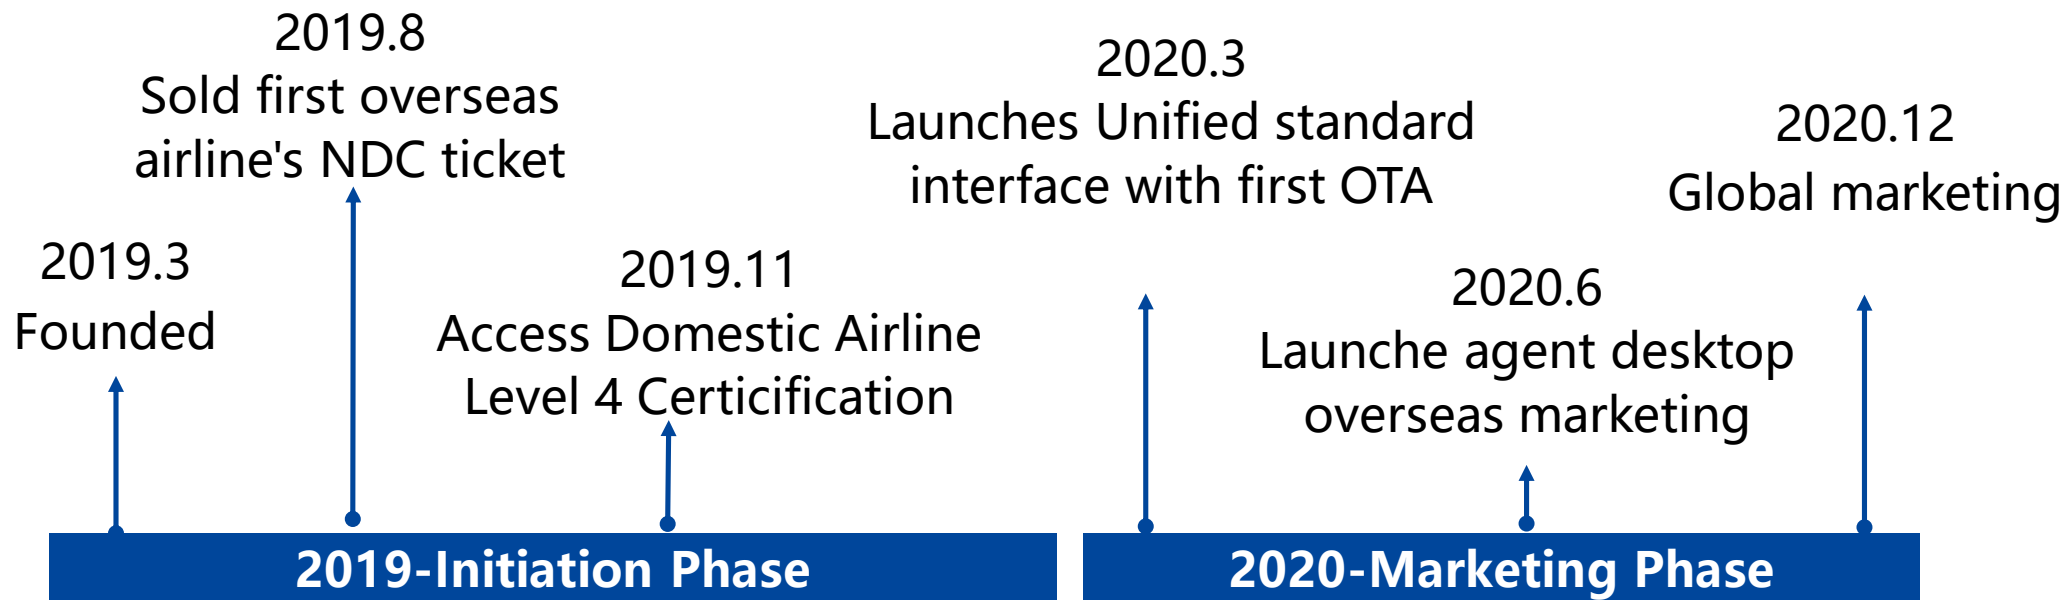 2019.3
Founded
2019.8
Sold first overseas
airline's NDC ticket
2019.11
Access Domestic Airline
Level 4 Certicification
2019-Initiation Phase
2020.3
Launches Unified standard
interface with first OTA
2020.6
Launche agent desktop
overseas marketing
2020.12
Global marketing
2020-Marketing Phase